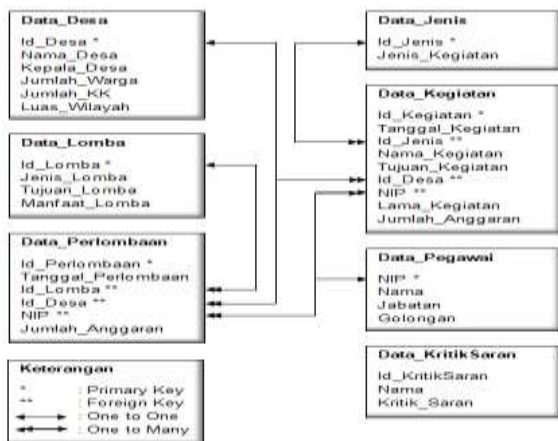 Data_Desa
Id_Desa *
Nama_Desa
Kepala_Desa
Jumlah_Warga
Jumlah_KK
Luas_Wilayah
Data_Lomba
Id_Lomba *
Jenis_Lomba
Tujuan_Lomba
Manfaat_Lomba
Data_Perlombaan
Id_Perlombaan *
Tanggal_Perlombaan
Id_Lomba **
Id_Desa **
NIP **
Jumlah_Anggaran
Keterangan
* : Primary Key
** : Foreign Key
: One to One
: One to Many
Data_Jenis
Id_Jenis *
Jenis_Kegiatan
Data_Kegiatan
Id_Kegiatan *
Tanggal_Kegiatan
Id_Jenis **
Nama_Kegiatan
Tujuan_Kegiatan
Id_Desa **
NIP **
Lama_Kegiatan
Jumlah_Anggaran
Data_Pegawai
NIP *
Nama
Jabatan
Golongan
Data_KritikSaran
Id_KritikSaran
Nama
Kritik_Saran